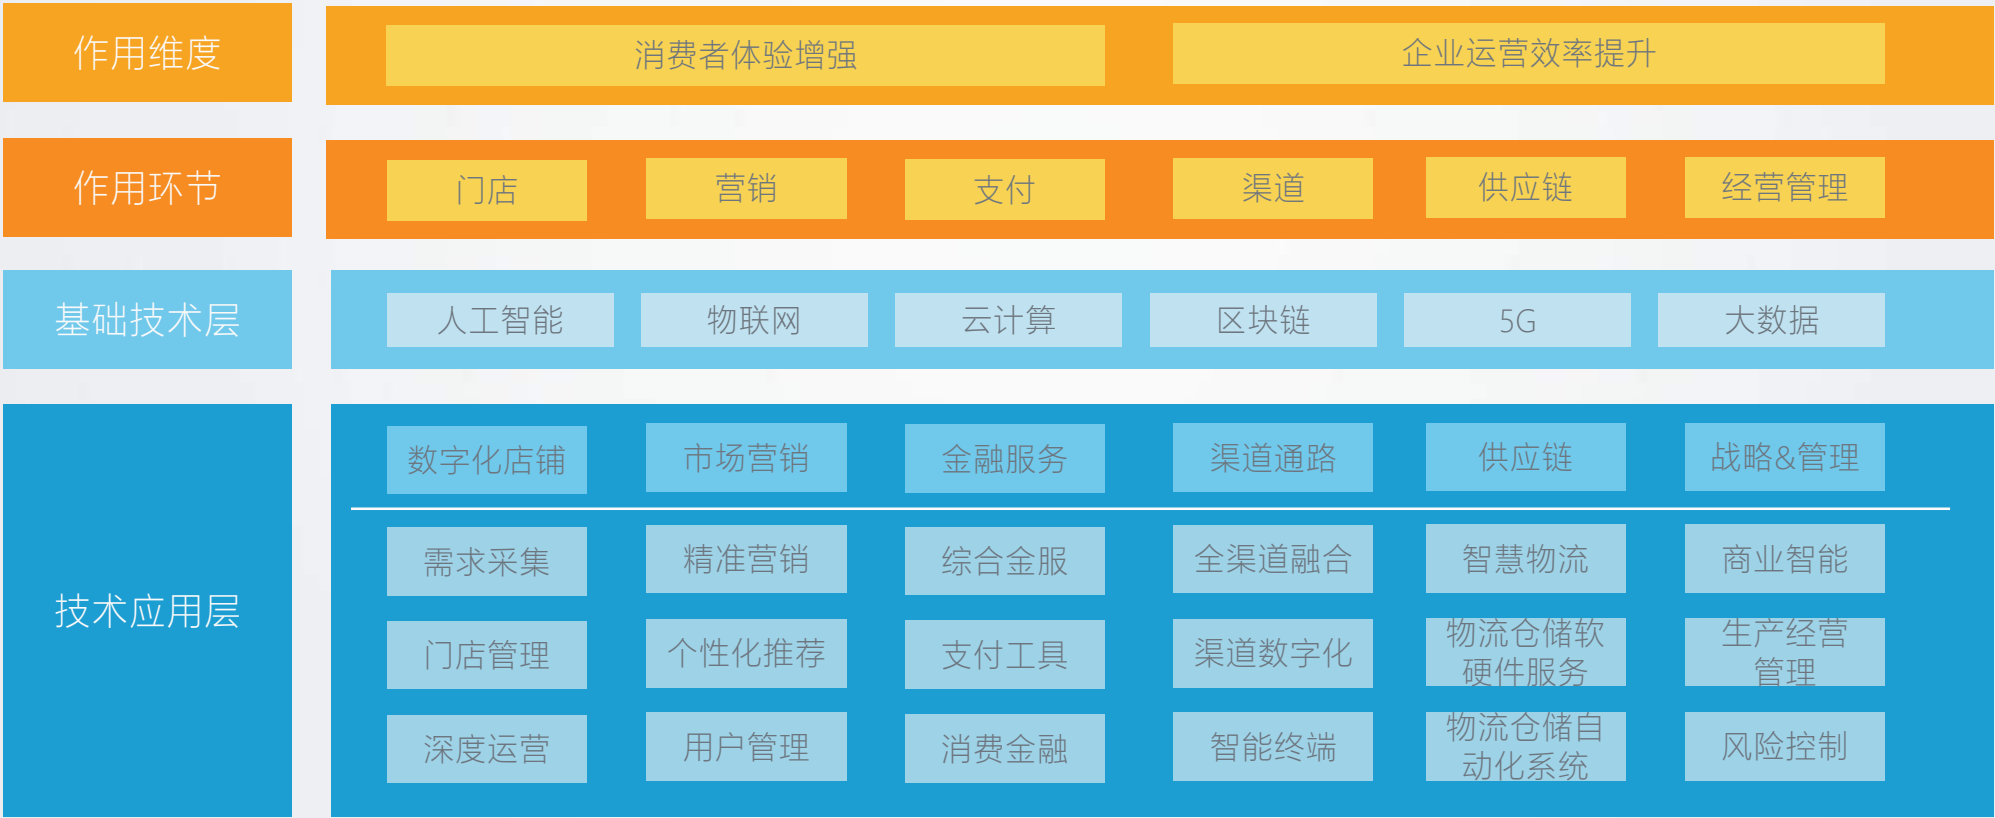 作用维度
消费者体验增强
企业运营效率提升
作用环节
门店
营销
支付
渠道
供应链
经营管理
基础技术层
人工智能
物联网
云计算
区块链
5G
大数据
技术应用层
数字化店铺
市场营销
金融服务
渠道通路
供应链
战略&管理
需求采集
精准营销
综合金服
全渠道融合
智慧物流
商业智能
门店管理
个性化推荐
支付工具
渠道数字化
物流仓储软
硬件服务
生产经营
管理
深度运营
用户管理
消费金融
智能终端
物流仓储自
动化系统
风险控制